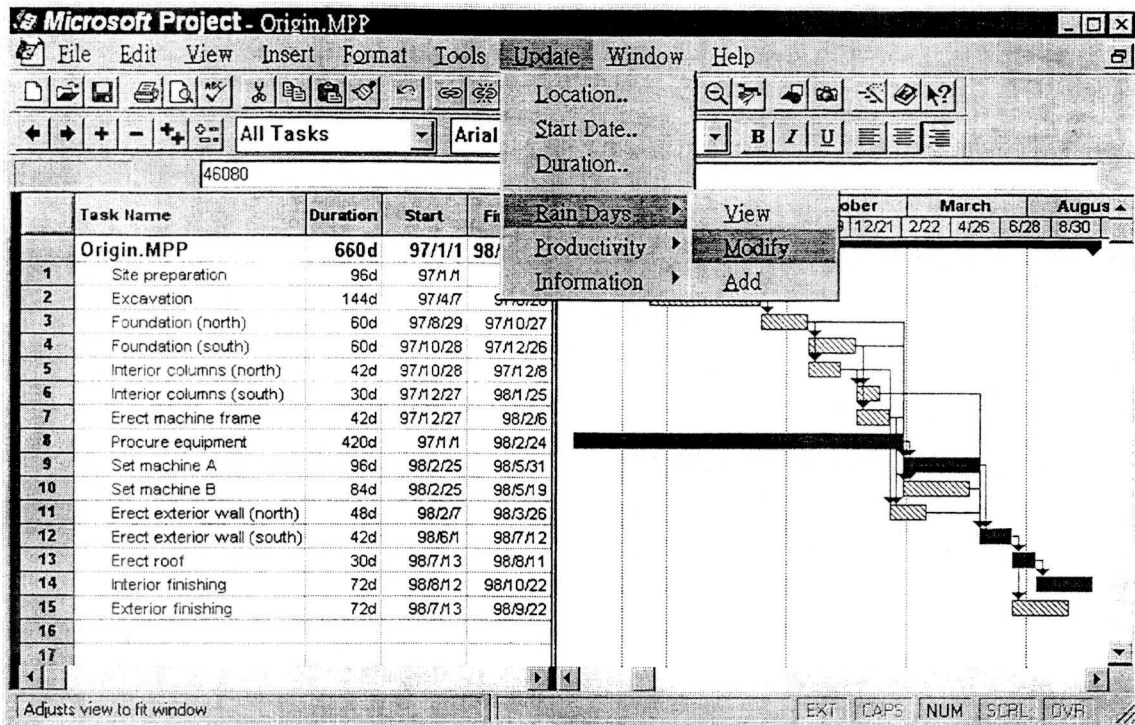 Microsoft Project - Origin.MPP
File Edit View Insert Format Tools Update Window Help
Location..
Start Date..
Duration..
All Tasks Arial B I U
46080
Rain Days View
Productivity Modify
Information Add
Task Name Duration Start ober March Augus
12/21 2/22 4/26 6/28 8/30
Origin.MPP 660d 97/1/1 98/
1 Site preparation 96d 97/1/1
2 Excavation 144d 97/4/7
3 Foundation (north) 60d 97/8/29 97/10/27
4 Foundation (south) 60d 97/10/28 97/12/26
5 Interior columns (north) 42d 97/10/28 97/12/8
6 Interior columns (south) 30d 97/12/27 98/1/25
7 Erect machine frame 42d 97/12/27 98/2/6
8 Procure equipment 420d 97/1/1 98/2/24
9 Set machine A 96d 98/2/25 98/5/31
10 Set machine B 84d 98/2/25 98/5/19
11 Erect exterior wall (north) 48d 98/2/7 98/3/26
12 Erect exterior wall (south) 42d 98/6/1 98/7/12
13 Erect roof 30d 98/7/13 98/8/11
14 Interior finishing 72d 98/8/12 98/10/22
15 Exterior finishing 72d 98/7/13 98/9/22
16
17
Adjusts view to fit window EXT CAPS NUM SCRL OVR